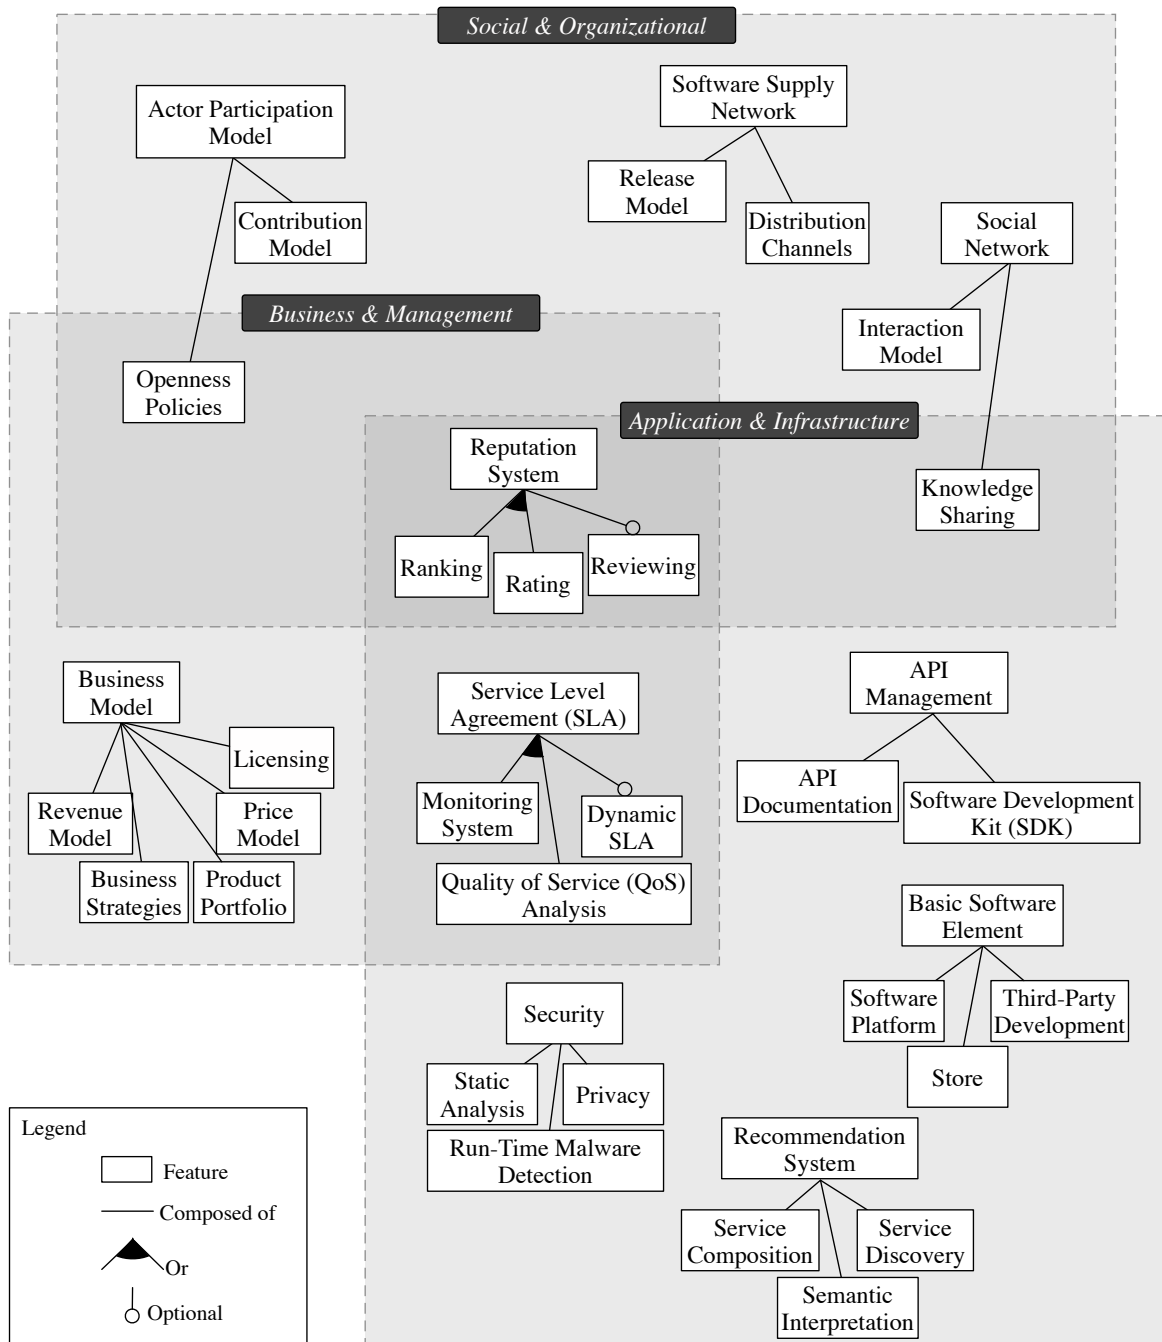 Social & Organizational
Actor Participation
Model
Contribution
Model
Openness
Policies
Software Supply
Network
Release
Model
Distribution
Channels
Social
Network
Interaction
Model
Knowledge
Sharing
Business & Management
Application & Infrastructure
Reputation
System
Ranking
Rating
Reviewing
Business
Model
Licensing
Revenue
Model
Price
Model
Business
Strategies
Product
Portfolio
Service Level
Agreement (SLA)
Monitoring
System
Dynamic
SLA
Quality of Service (QoS)
Analysis
API
Management
API
Documentation
Software Development
Kit (SDK)
Basic Software
Element
Software
Platform
Third-Party
Development
Store
Security
Static
Analysis
Privacy
Run-Time Malware
Detection
Recommendation
System
Service
Composition
Service
Discovery
Semantic
Interpretation
Legend
Feature
Composed of
Or
Optional